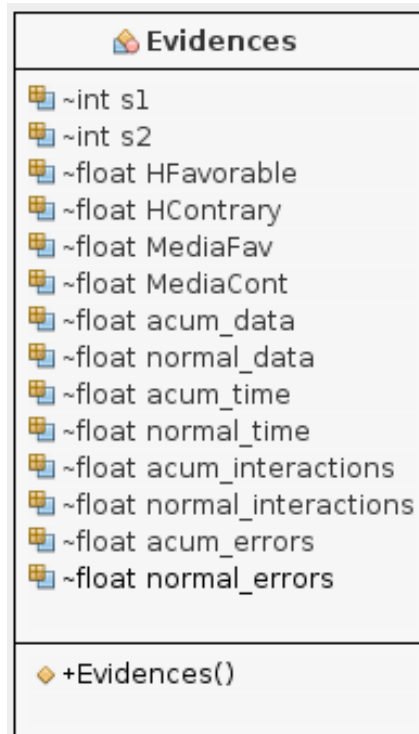 Evidences
~int s1
~int s2
~float HFavorable
~float HContrary
~float MediaFav
~float MediaCont
~float acum_data
~float normal_data
~float acum_time
~float normal_time
~float acum_interactions
~float normal_interactions
~float acum_errors
~float normal_errors
+Evidences()